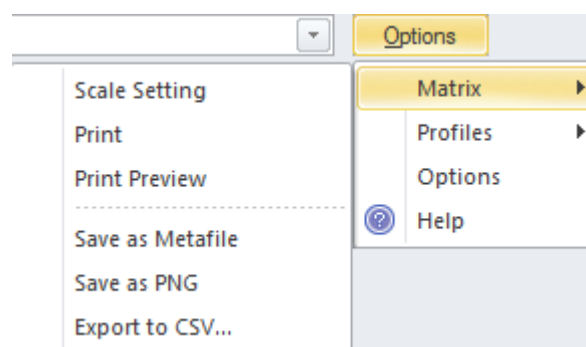 Options
Scale Setting
Print
Print Preview
Save as Metafile
Save as PNG
Export to CSV...
Matrix
Profiles
Options
Help